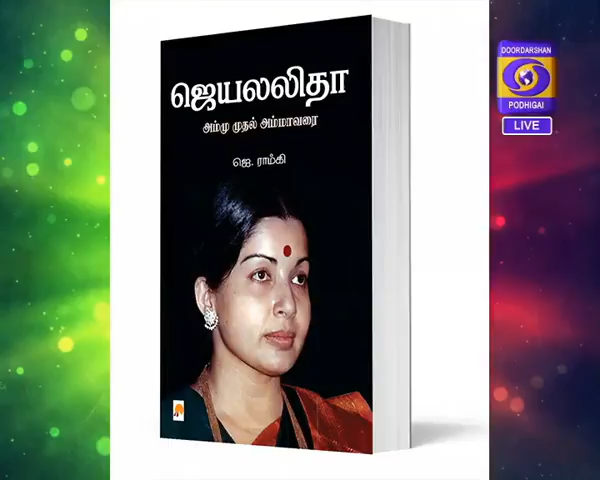 ஜெயலலிதா
அம்மு முதல் அம்மாவரை
ஜெ. ராம்கி
DOORDARSHAN
PODHIGAI
LIVE